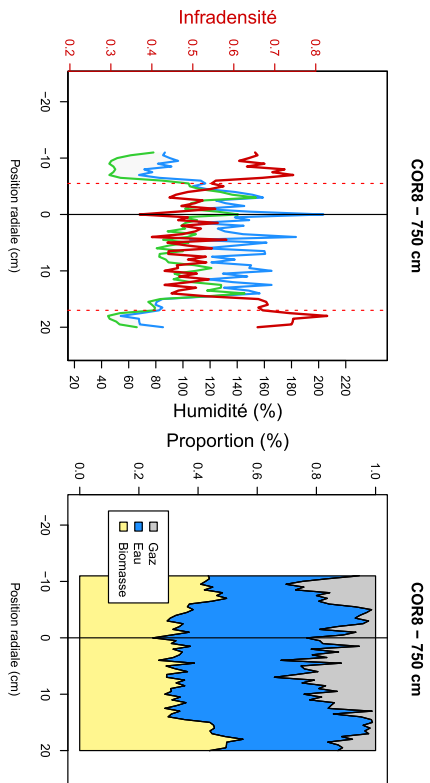 COR8 − 750 cm
Infradensité
0.2 0.3 0.4 0.5 0.6 0.7 0.8
−20 −10 0 10 20
Position radiale (cm)
20 40 60 80 100 120 140 160 180 200 220
Humidité (%)
COR8 − 750 cm
Proportion (%)
0.0 0.2 0.4 0.6 0.8 1.0
−20 −10 0 10 20
Position radiale (cm)
Gaz
Eau
Biomasse